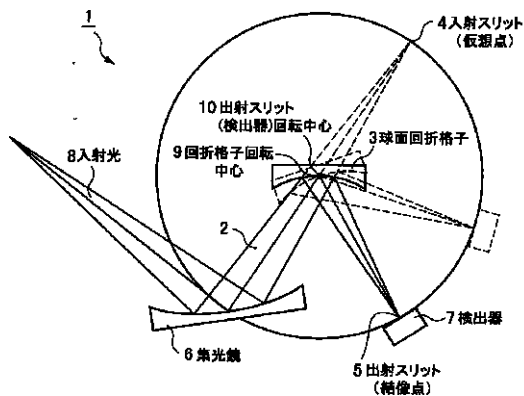 1
4入射スリット
(仮想点)
10出射スリット
(検出器)回転中心
3球面回折格子
9回折格子回転
中心
8入射光
2
7検出器
6集光鏡
5出射スリット
(結像点)